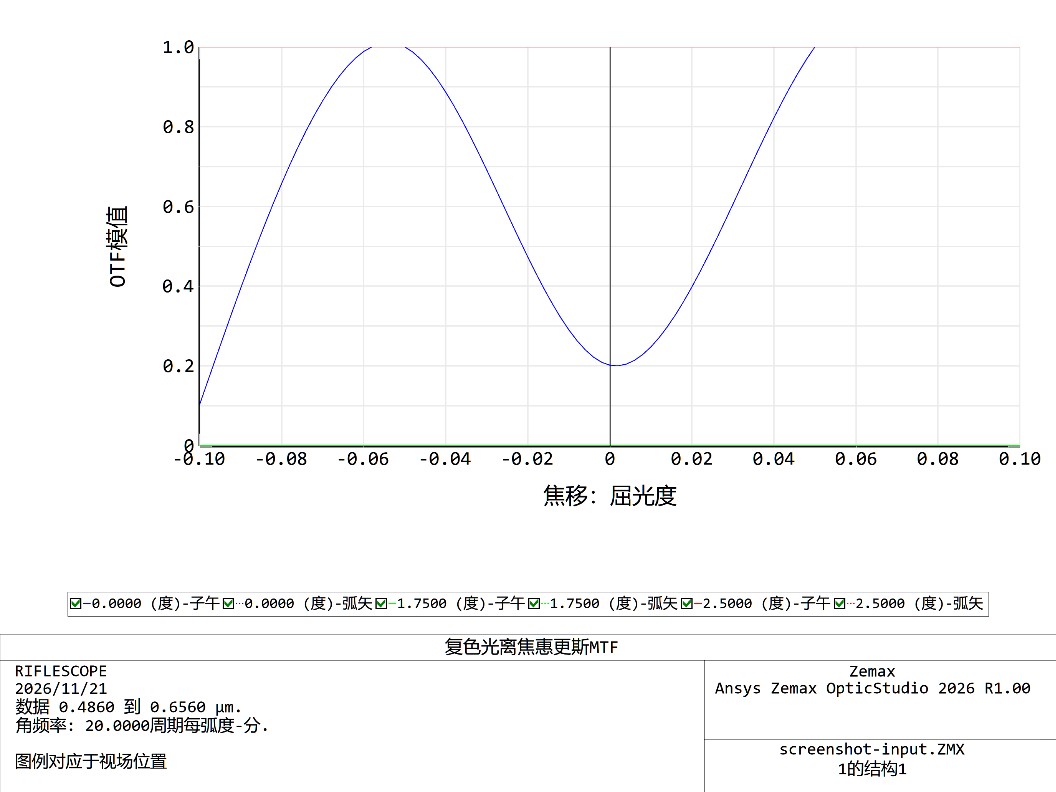 1.0
0.8
0.6
0.4
0.2
0
OTF模值
-0.10 -0.08 -0.06 -0.04 -0.02 0 0.02 0.04 0.06 0.08 0.10
焦移: 屈光度
0.0000 (度)-子午 0.0000 (度)-弧矢 1.7500 (度)-子午 1.7500 (度)-弧矢 2.5000 (度)-子午 2.5000 (度)-弧矢
复色光离焦惠更斯MTF
RIFLESCOPE
2026/11/21
数据 0.4860 到 0.6560 µm.
角频率: 20.0000周期每弧度-分.
图例对应于视场位置
Zemax
Ansys Zemax OpticStudio 2026 R1.00
screenshot-input.ZMX
1的结构1